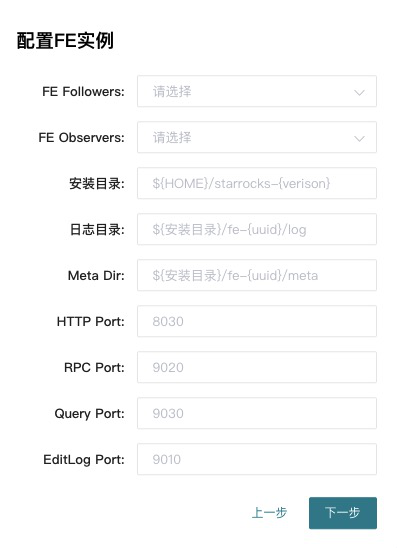 配置FE实例
FE Followers: 请选择
FE Observers: 请选择
安装目录: ${HOME}/starrocks-{verison}
日志目录: ${安装目录}/fe-{uuid}/log
Meta Dir: ${安装目录}/fe-{uuid}/meta
HTTP Port: 8030
RPC Port: 9020
Query Port: 9030
EditLog Port: 9010
上一步 下一步